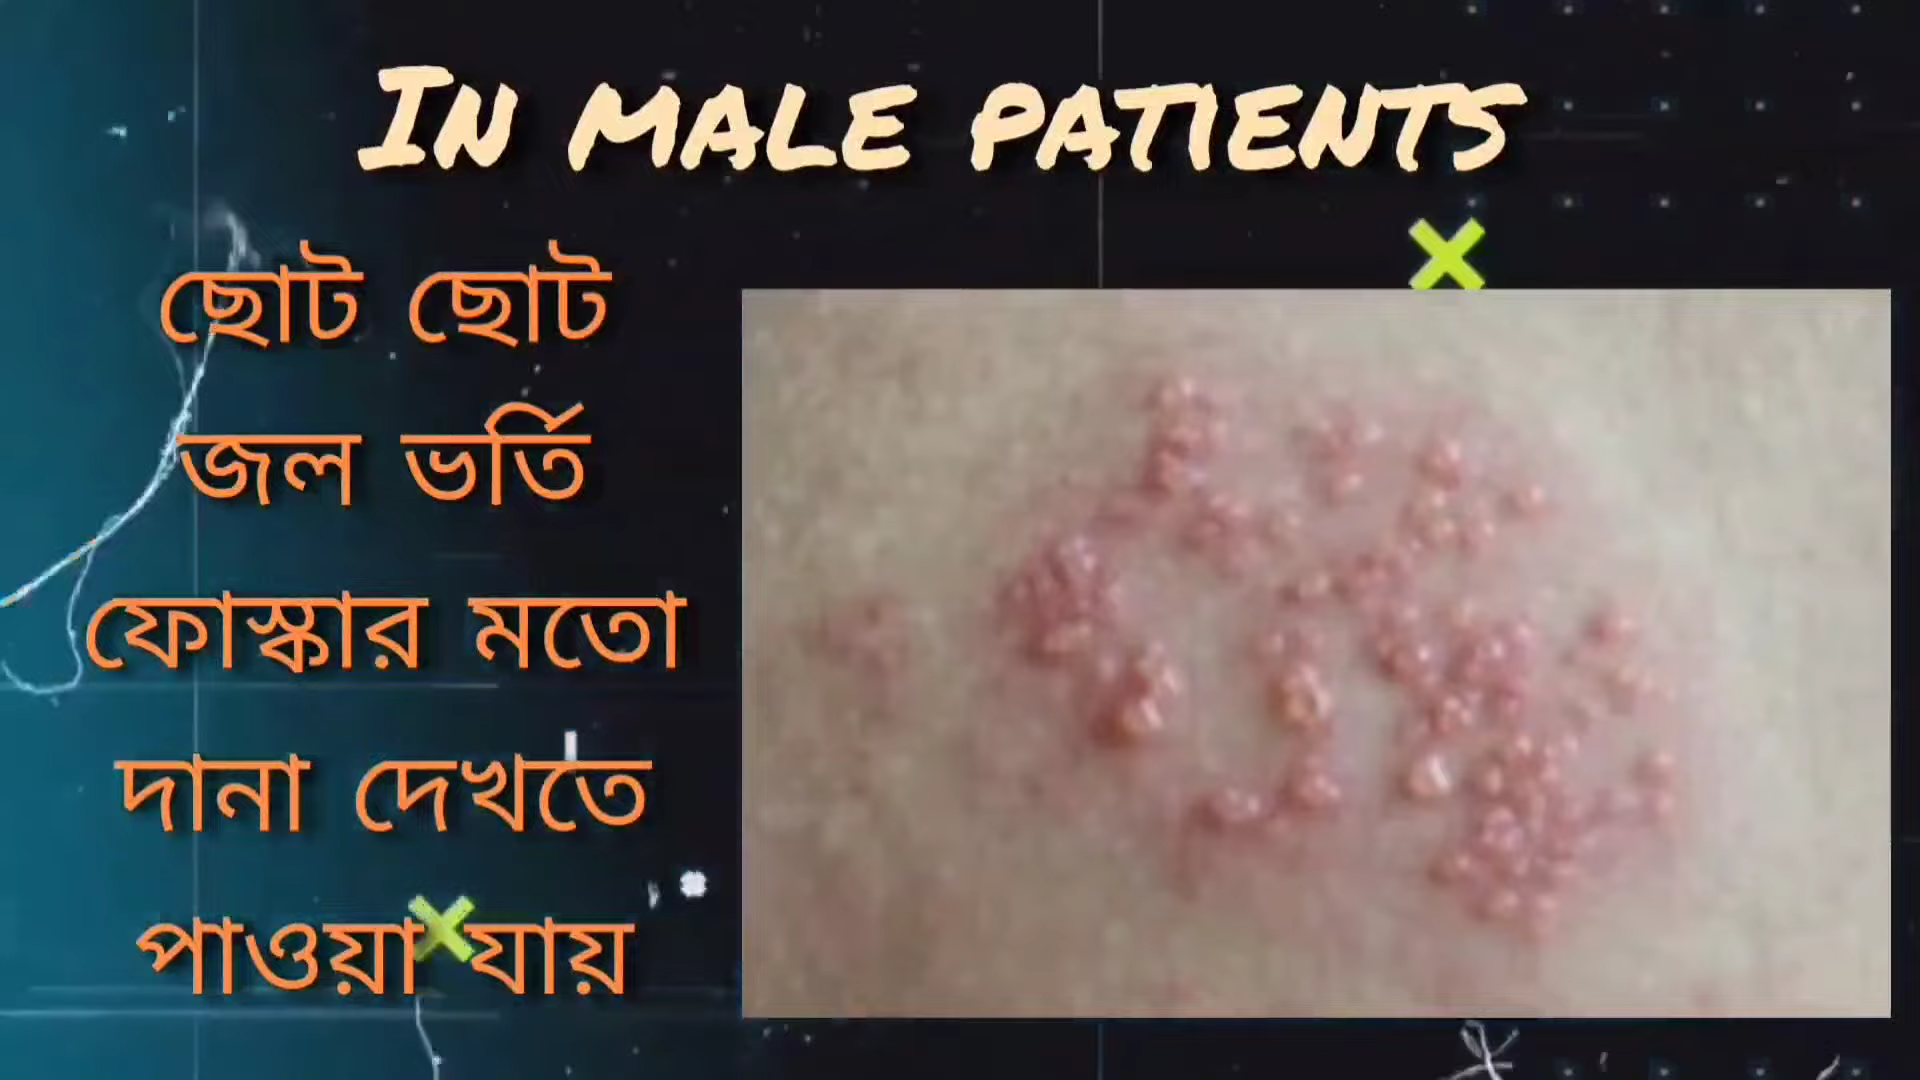 In male patients
ছোট ছোট
জল ভর্তি
ফোস্কার মতো
দানা দেখতে
পাওয়া যায়